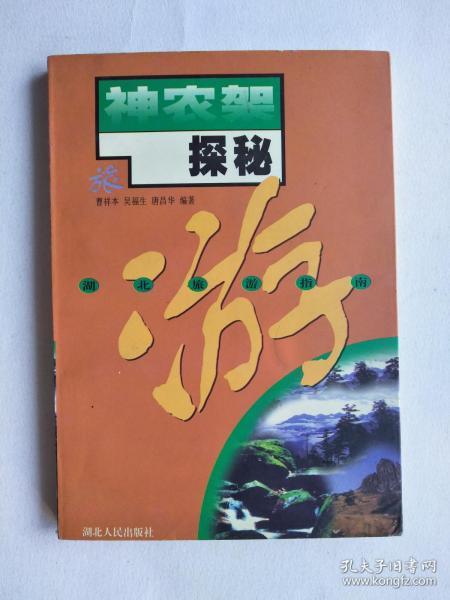 神农架
探秘
旅
曹祥本 吴福生 唐昌华 编著
湖北旅游指南
游
湖北人民出版社
孔夫子旧书网
www.kongfz.com